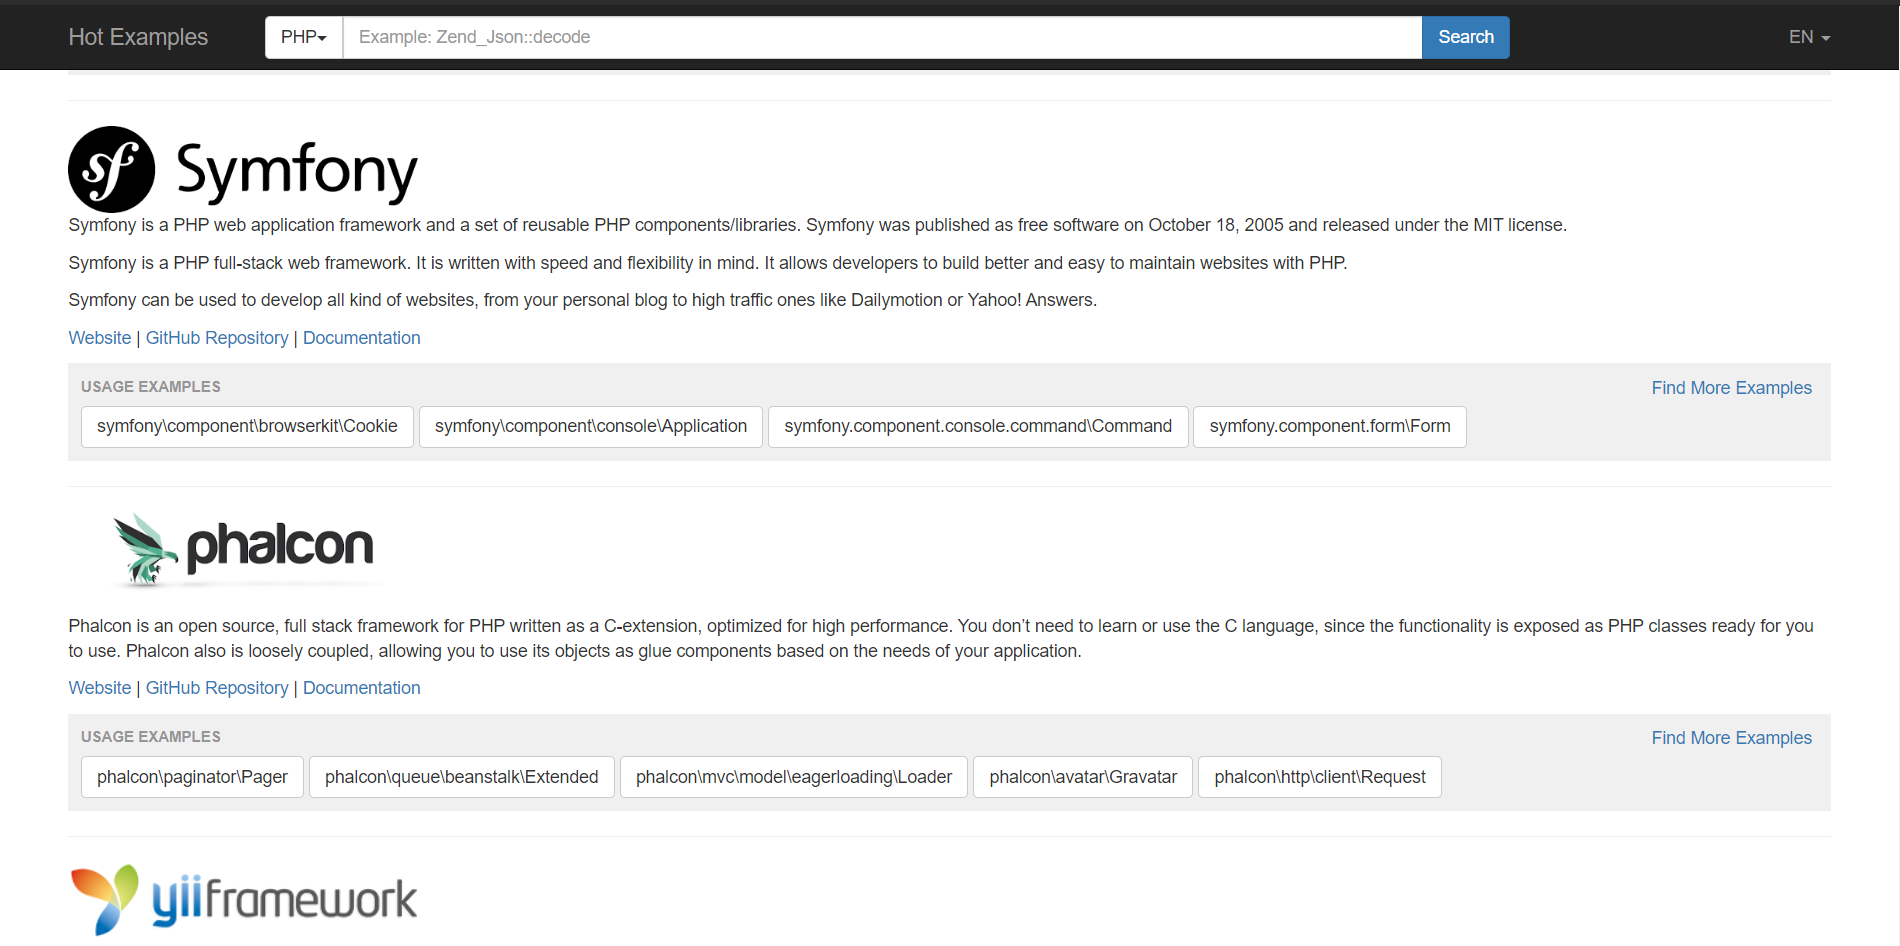 Hot Examples PHP Example: Zend_Json::decode Search EN
sf Symfony
Symfony is a PHP web application framework and a set of reusable PHP components/libraries. Symfony was published as free software on October 18, 2005 and released under the MIT license.
Symfony is a PHP full-stack web framework. It is written with speed and flexibility in mind. It allows developers to build better and easy to maintain websites with PHP.
Symfony can be used to develop all kind of websites, from your personal blog to high traffic ones like Dailymotion or Yahoo! Answers.
Website | GitHub Repository | Documentation
USAGE EXAMPLES Find More Examples
symfony\component\browserkit\Cookie symfony\component\console\Application symfony.component.console.command\Command symfony.component.form\Form
phalcon
Phalcon is an open source, full stack framework for PHP written as a C-extension, optimized for high performance. You don’t need to learn or use the C language, since the functionality is exposed as PHP classes ready for you
to use. Phalcon also is loosely coupled, allowing you to use its objects as glue components based on the needs of your application.
Website | GitHub Repository | Documentation
USAGE EXAMPLES Find More Examples
phalcon\paginator\Pager phalcon\queue\beanstalk\Extended phalcon\mvc\model\eagerloading\Loader phalcon\avatar\Gravatar phalcon\http\client\Request
yiiframework